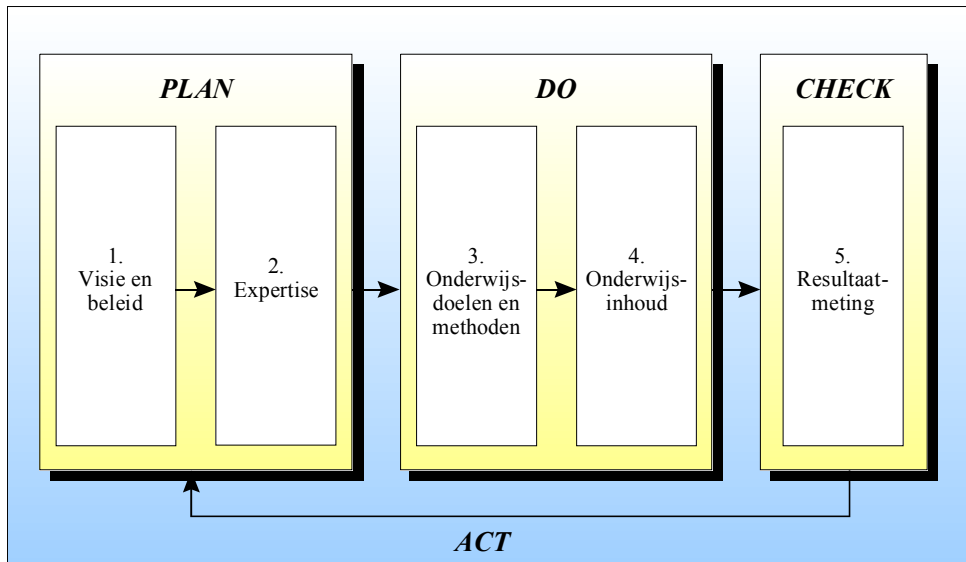 PLAN
1.
Visie en
beleid
2.
Expertise
DO
3.
Onderwijs-
doelen en
methoden
4.
Onderwijs-
inhoud
CHECK
5.
Resultaat-
meting
ACT